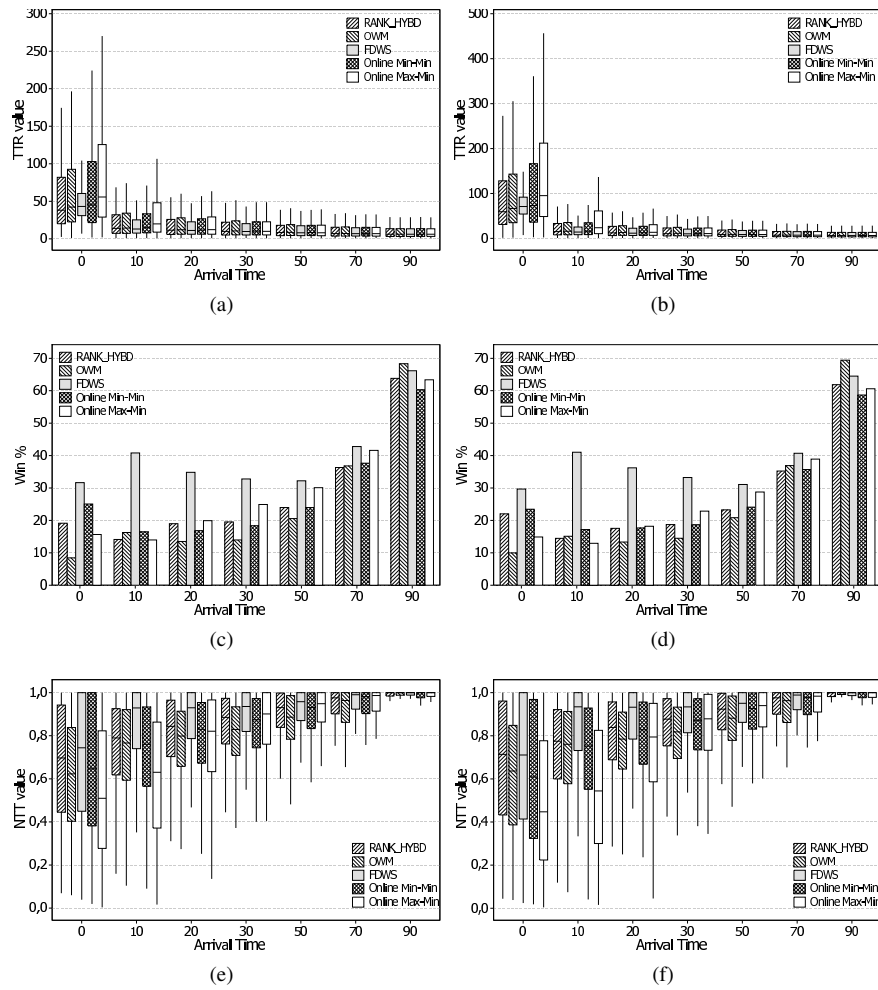 300
250
200
150
100
50
0
TTR value
RANK_HYBD
OWM
FDWS
Online Min-Min
Online Max-Min
0 10 20 30 50 70 90
Arrival Time
(a)
500
400
300
200
100
0
TTR value
RANK_HYBD
OWM
FDWS
Online Min-Min
Online Max-Min
0 10 20 30 50 70 90
Arrival Time
(b)
70
60
50
40
30
20
10
0
Win %
RANK_HYBD
OWM
FDWS
Online Min-Min
Online Max-Min
0 10 20 30 50 70 90
Arrival Time
(c)
70
60
50
40
30
20
10
0
Win %
RANK_HYBD
OWM
FDWS
Online Min-Min
Online Max-Min
0 10 20 30 50 70 90
Arrival Time
(d)
1,0
0,8
0,6
0,4
0,2
0,0
NTT value
RANK_HYBD
OWM
FDWS
Online Min-Min
Online Max-Min
0 10 20 30 50 70 90
Arrival Time
(e)
1,0
0,8
0,6
0,4
0,2
0,0
NTT value
RANK_HYBD
OWM
FDWS
Online Min-Min
Online Max-Min
0 10 20 30 50 70 90
Arrival Time
(f)